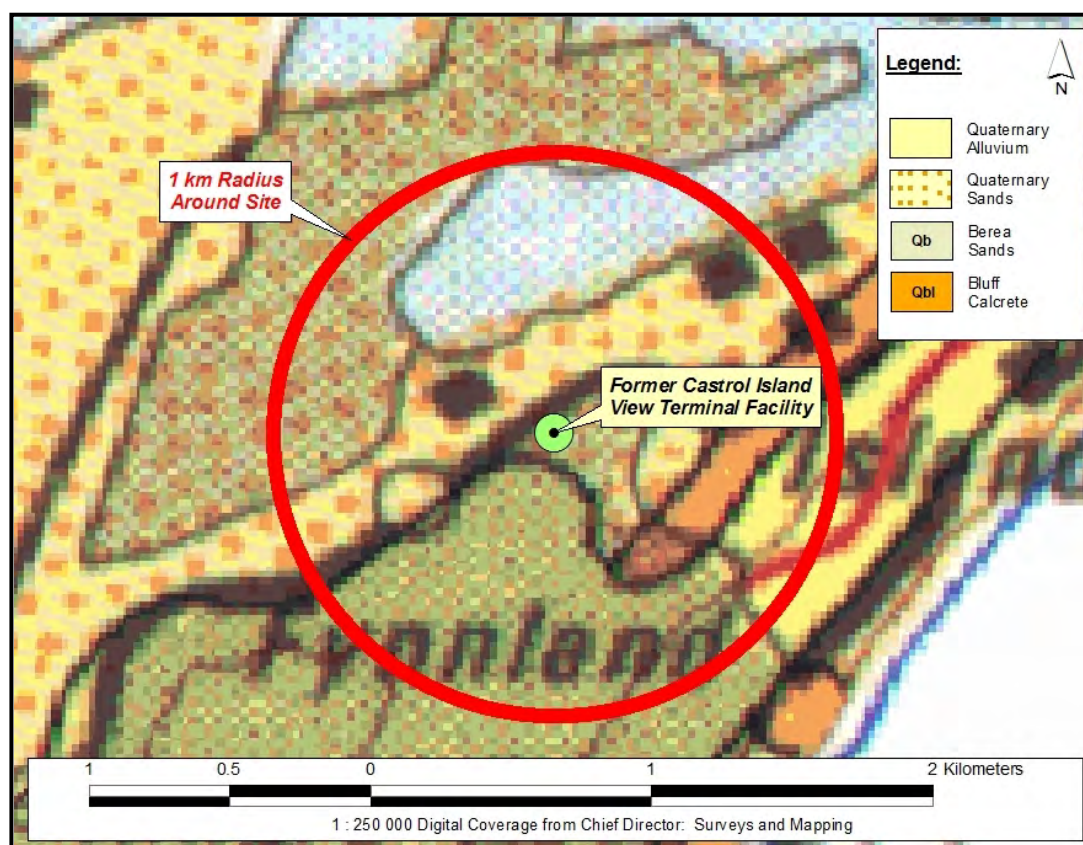 Legend:
N
Quaternary
Alluvium
Quaternary
Sands
Qb
Berea
Sands
Qbl
Bluff
Calcrete
1 km Radius
Around Site
Former Castrol Island
View Terminal Facility
1
0.5
0
1
2 Kilometers
1 : 250 000 Digital Coverage from Chief Director: Surveys and Mapping